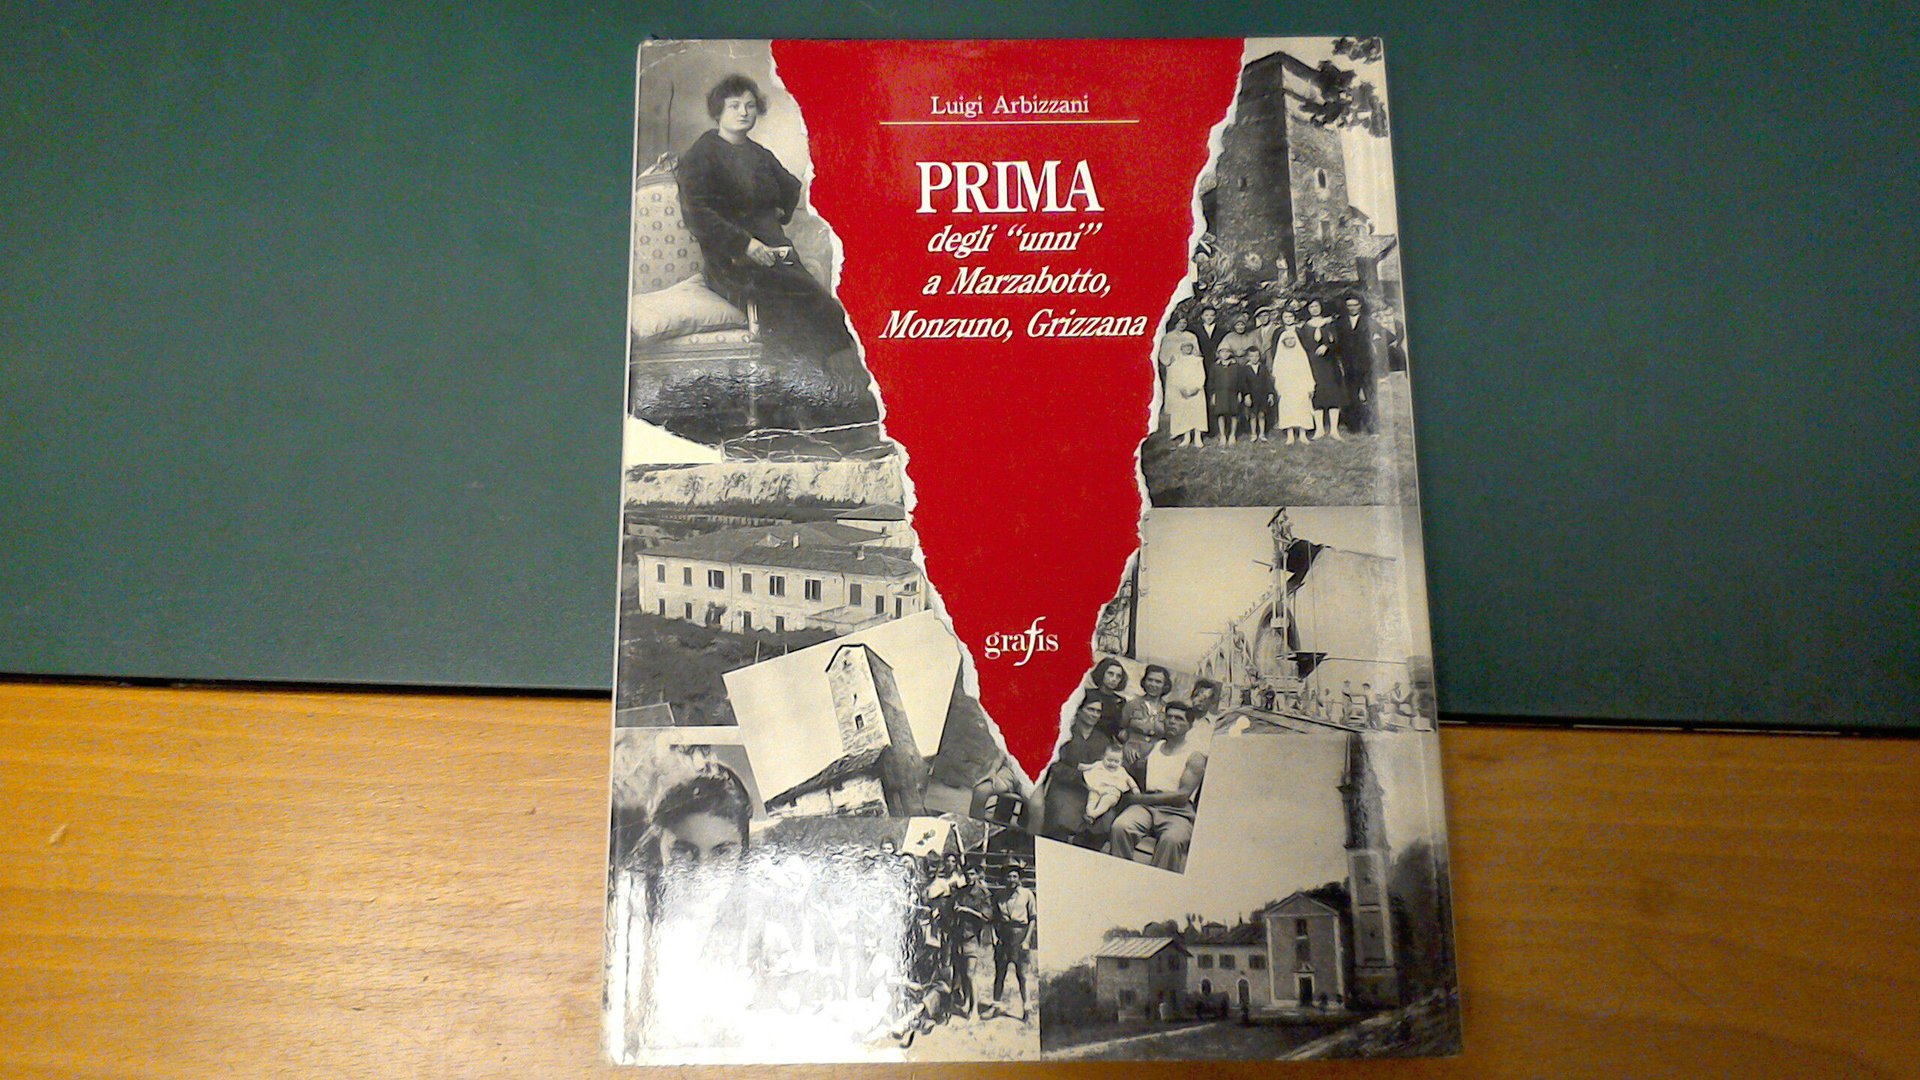 Luigi Arbizzani
PRIMA
degli “unni”
a Marzabotto,
Monzuno, Grizzana
grafis